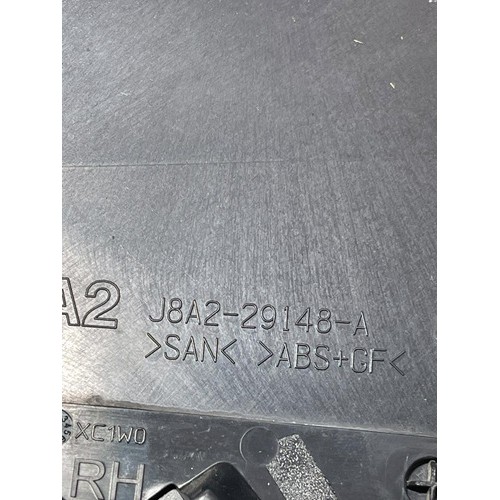 A2 J8A2-29148-A
>SAN< >ABS+GF<
XC1W0
RH